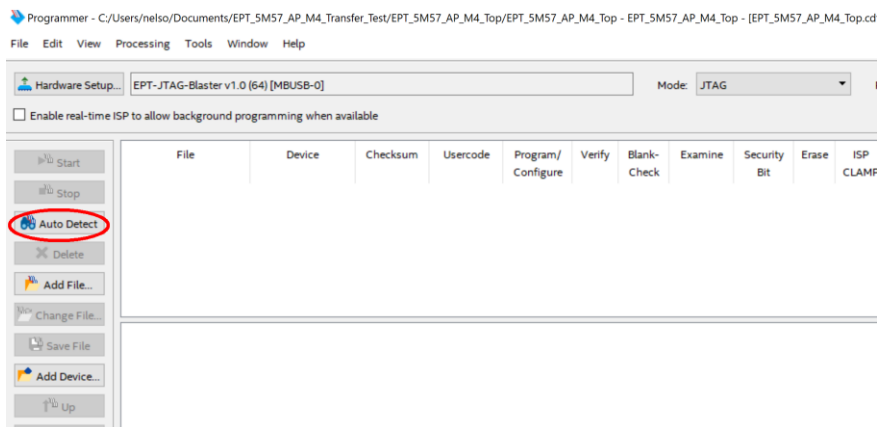 Programmer - C:/Users/nelso/Documents/EPT_5M57_AP_M4_Transfer_Test/EPT_5M57_AP_M4_Top/EPT_5M57_AP_M4_Top - EPT_5M57_AP_M4_Top - [EPT_5M57_AP_M4_Top.cd
File Edit View Processing Tools Window Help
Hardware Setup... EPT-JTAG-Blaster v1.0 (64) [MBUSB-0] Mode: JTAG
Enable real-time ISP to allow background programming when available
File Device Checksum Usercode Program/ Verify Blank- Examine Security Erase ISP
Configure Check Bit CLAMP
Start
Stop
Auto Detect
Delete
Add File...
Change File...
Save File
Add Device...
Up